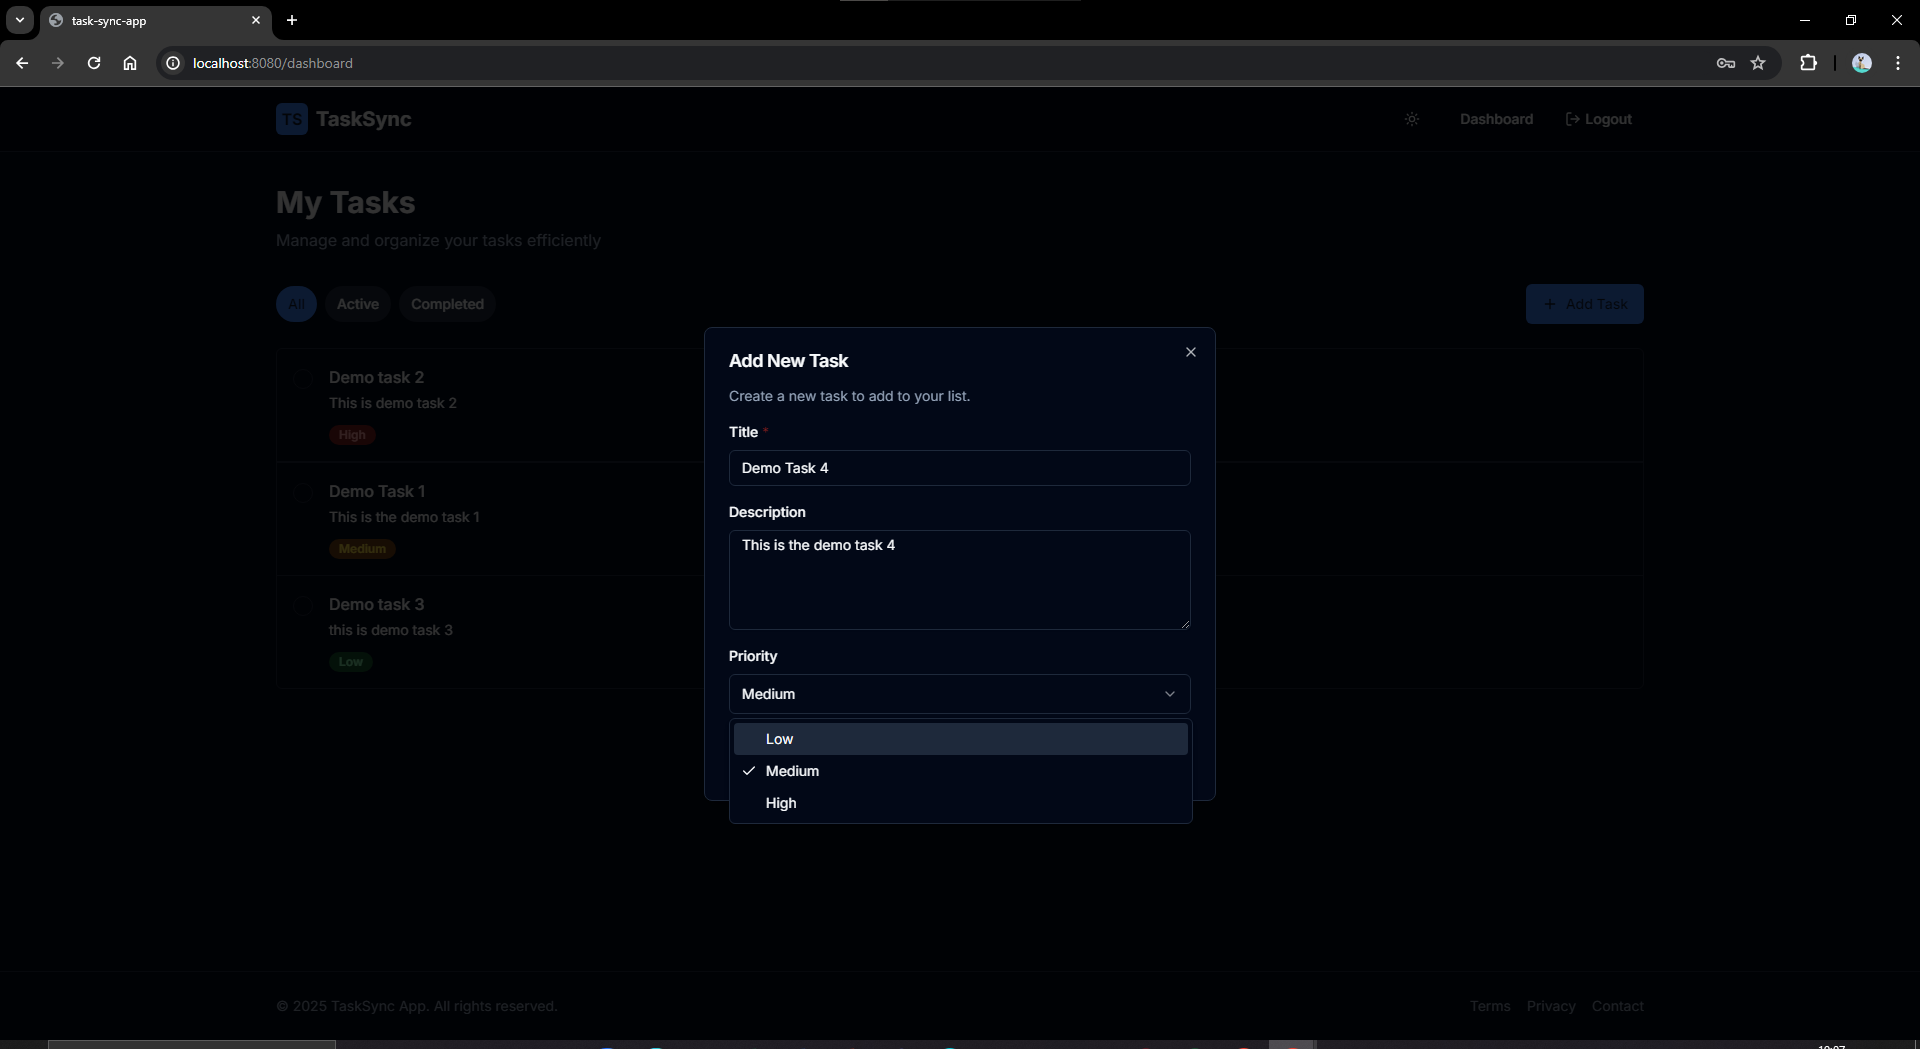 task-sync-app
localhost:8080/dashboard
TS TaskSync
Dashboard
Logout
My Tasks
Manage and organize your tasks efficiently
All
Active
Completed
Add Task
Demo task 2
This is demo task 2
High
Demo Task 1
This is the demo task 1
Medium
Demo task 3
this is demo task 3
Low
Add New Task
Create a new task to add to your list.
Title *
Demo Task 4
Description
This is the demo task 4
Priority
Medium
Low
Medium
High
© 2025 TaskSync App. All rights reserved.
Terms
Privacy
Contact